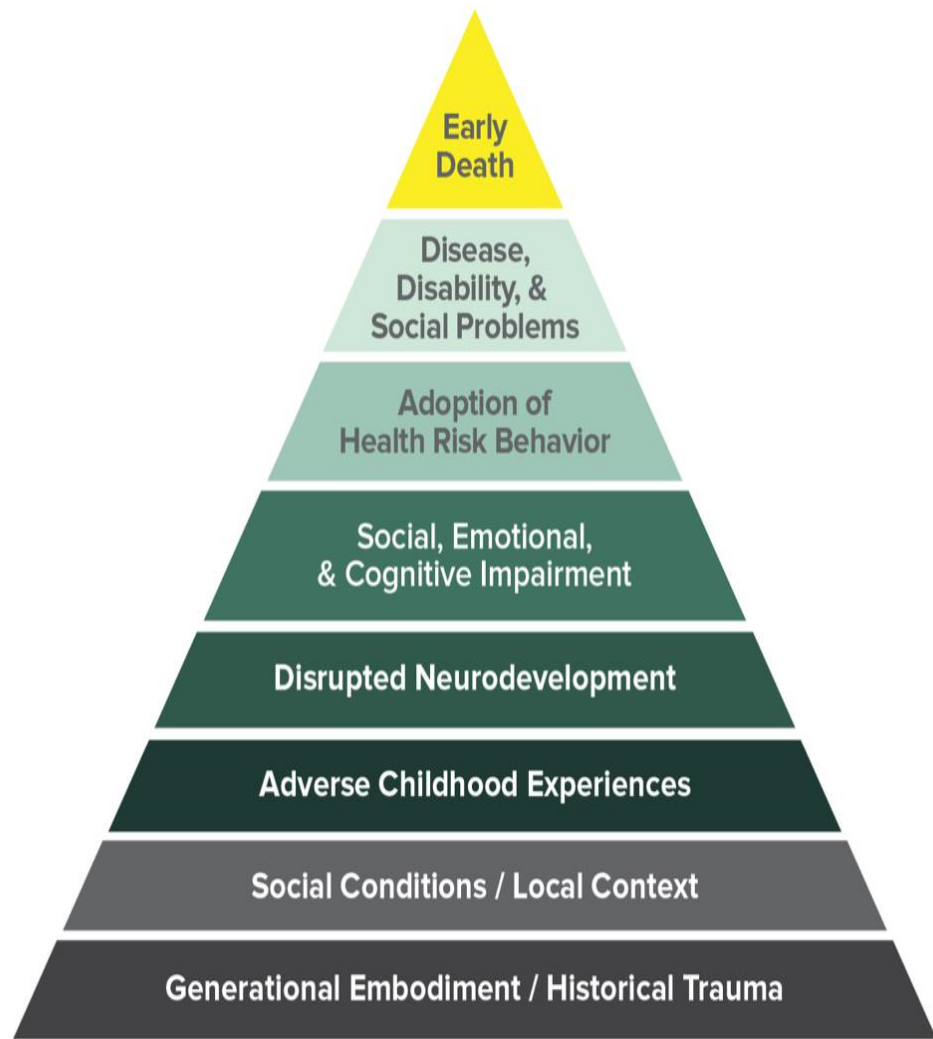 Early
Death
Disease,
Disability, &
Social Problems
Adoption of
Health Risk Behavior
Social, Emotional,
& Cognitive Impairment
Disrupted Neurodevelopment
Adverse Childhood Experiences
Social Conditions / Local Context
Generational Embodiment / Historical Trauma